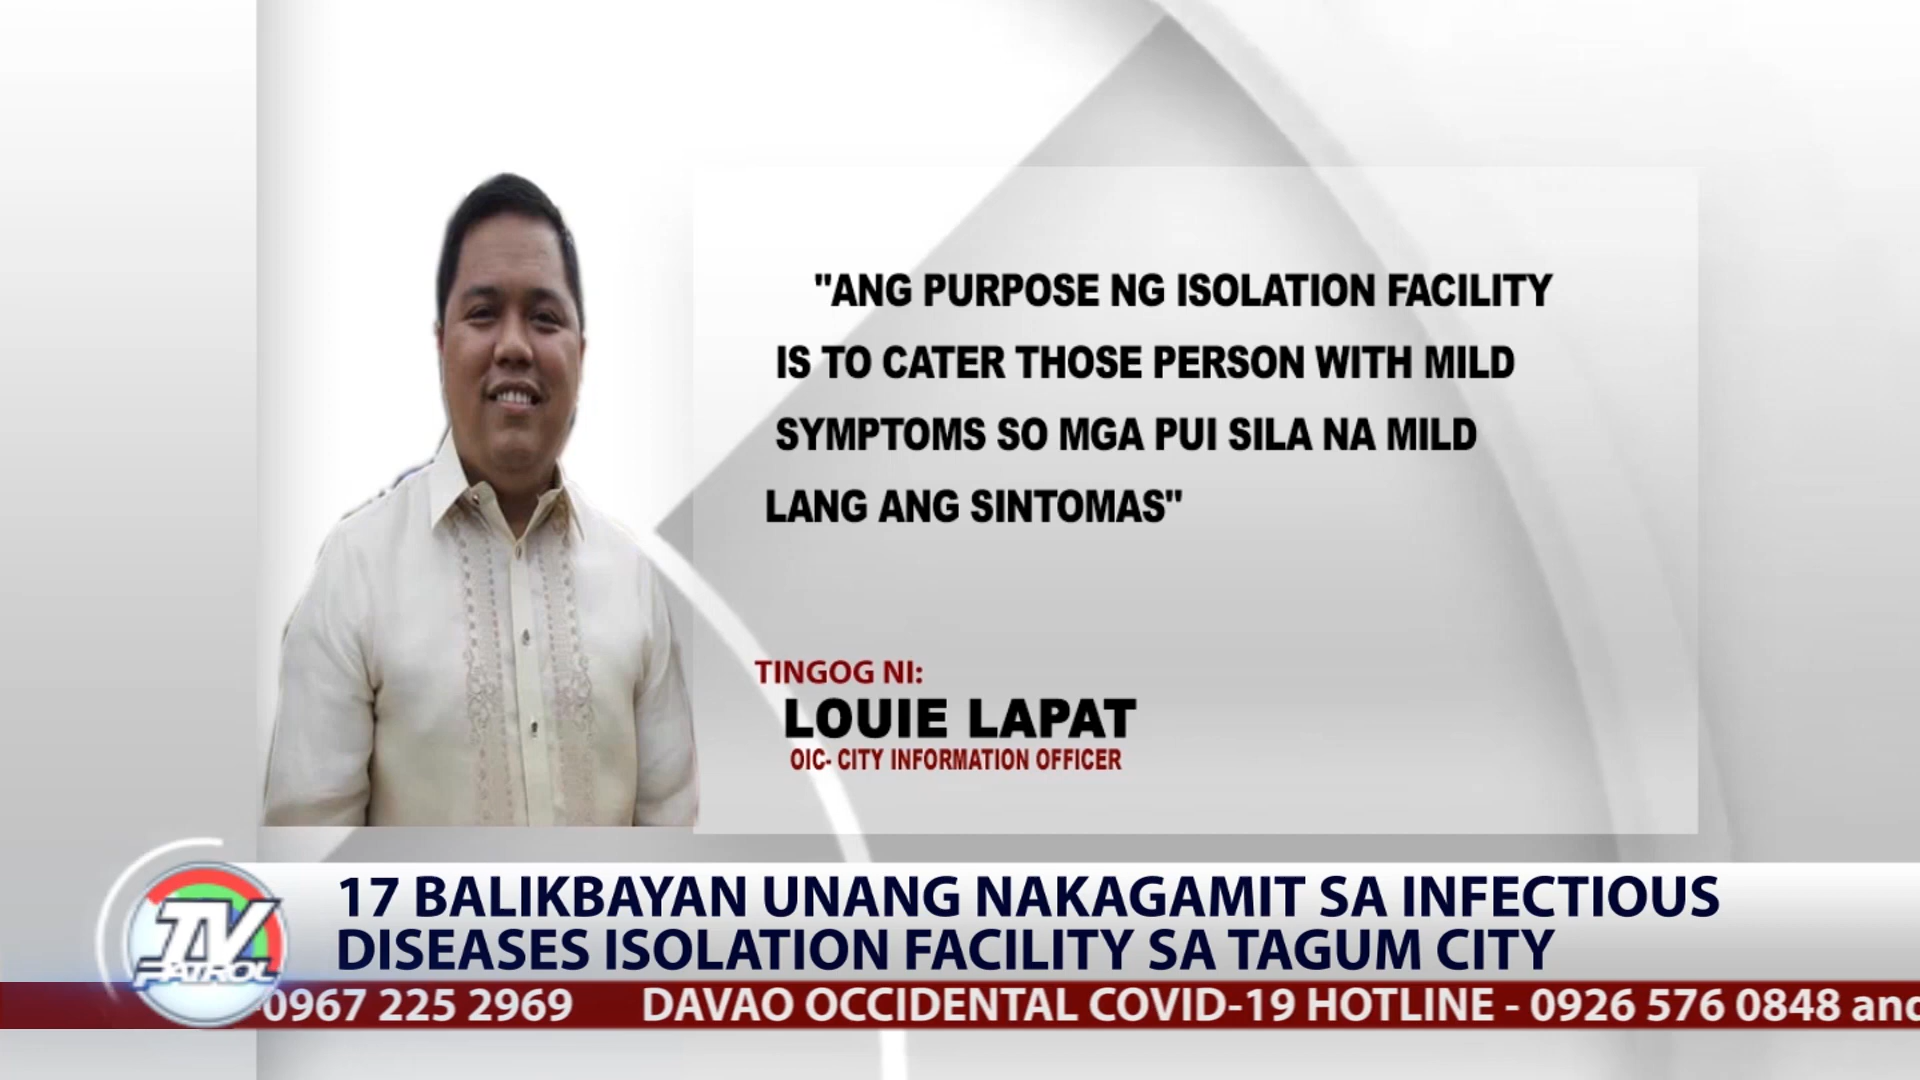 "ANG PURPOSE NG ISOLATION FACILITY
IS TO CATER THOSE PERSON WITH MILD
SYMPTOMS SO MGA PUI SILA NA MILD
LANG ANG SINTOMAS"
TINGOG NI:
LOUIE LAPAT
OIC- CITY INFORMATION OFFICER
TV PATROL
17 BALIKBAYAN UNANG NAKAGAMIT SA INFECTIOUS
DISEASES ISOLATION FACILITY SA TAGUM CITY
0967 225 2969 DAVAO OCCIDENTAL COVID-19 HOTLINE - 0926 576 0848